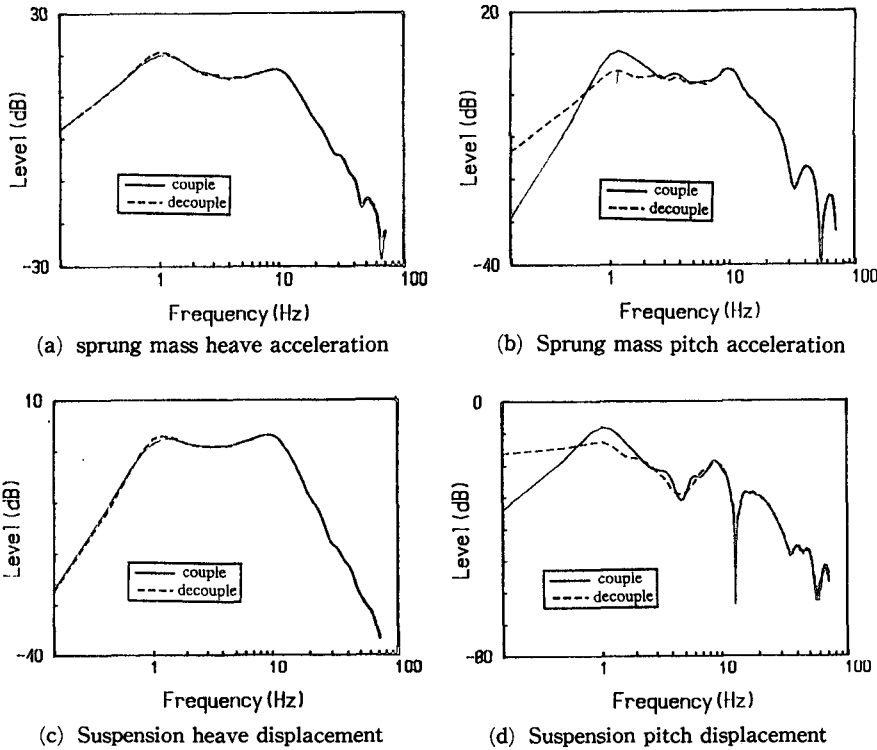 30
Level (dB)
couple
decouple
-30
1
10
100
Frequency (Hz)
(a) sprung mass heave acceleration
20
Level (dB)
couple
decouple
-40
1
10
100
Frequency (Hz)
(b) Sprung mass pitch acceleration
10
Level (dB)
couple
decouple
-40
1
10
100
Frequency (Hz)
(c) Suspension heave displacement
0
Level (dB)
couple
decouple
-80
1
10
100
Frequency (Hz)
(d) Suspension pitch displacement